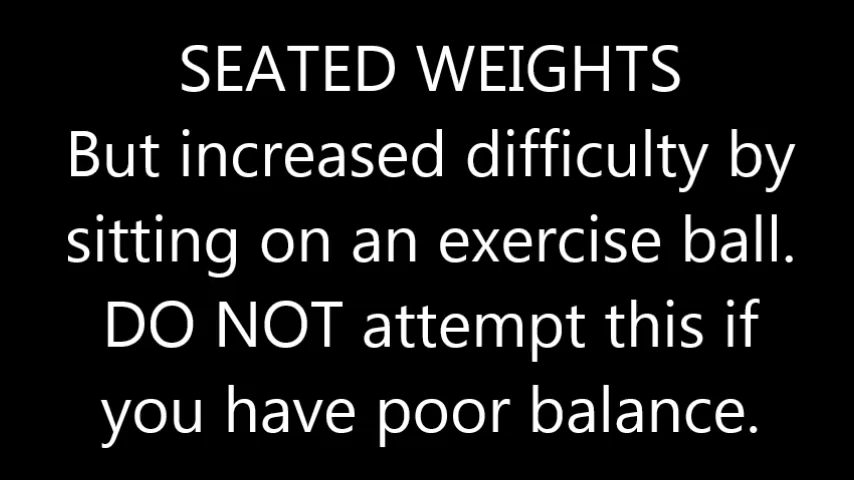 SEATED WEIGHTS
But increased difficulty by
sitting on an exercise ball.
DO NOT attempt this if
you have poor balance.